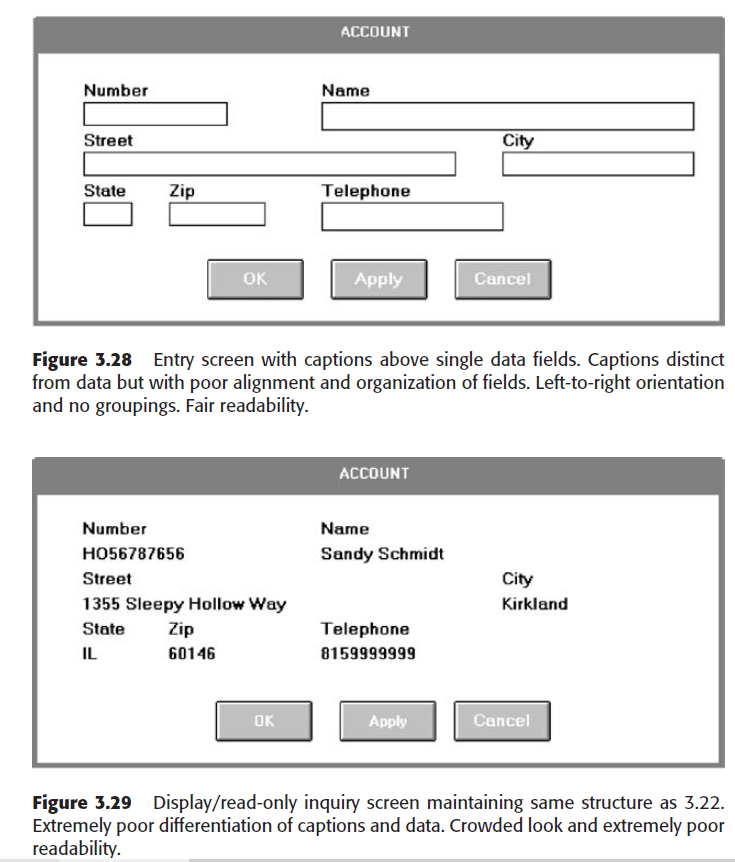 ACCOUNT
Number Name
Street City
State Zip Telephone
OK Apply Cancel
Figure 3.28 Entry screen with captions above single data fields. Captions distinct
from data but with poor alignment and organization of fields. Left-to-right orientation
and no groupings. Fair readability.
ACCOUNT
Number Name
HO56787656 Sandy Schmidt
Street City
1355 Sleepy Hollow Way Kirkland
State Zip Telephone
IL 60146 8159999999
OK Apply Cancel
Figure 3.29 Display/read-only inquiry screen maintaining same structure as 3.22.
Extremely poor differentiation of captions and data. Crowded look and extremely poor
readability.